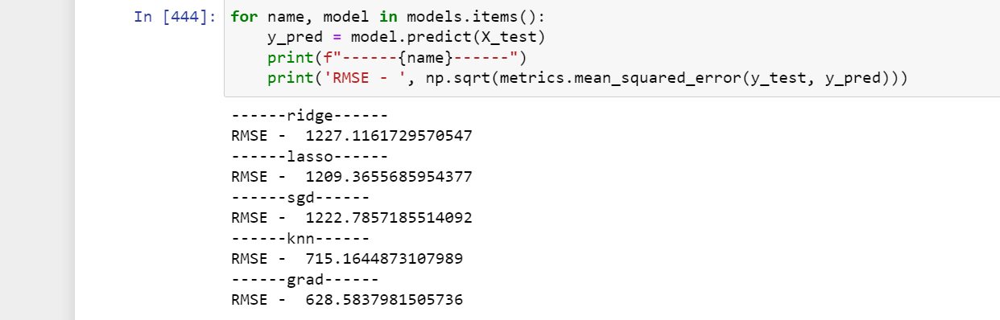 In [444]: for name, model in models.items():
    y_pred = model.predict(X_test)
    print(f"------{name}------")
    print('RMSE - ', np.sqrt(metrics.mean_squared_error(y_test, y_pred)))
------ridge------
RMSE -  1227.1161729570547
------lasso------
RMSE -  1209.3655685954377
------sgd------
RMSE -  1222.7857185514092
------knn------
RMSE -  715.1644873107989
------grad------
RMSE -  628.5837981505736